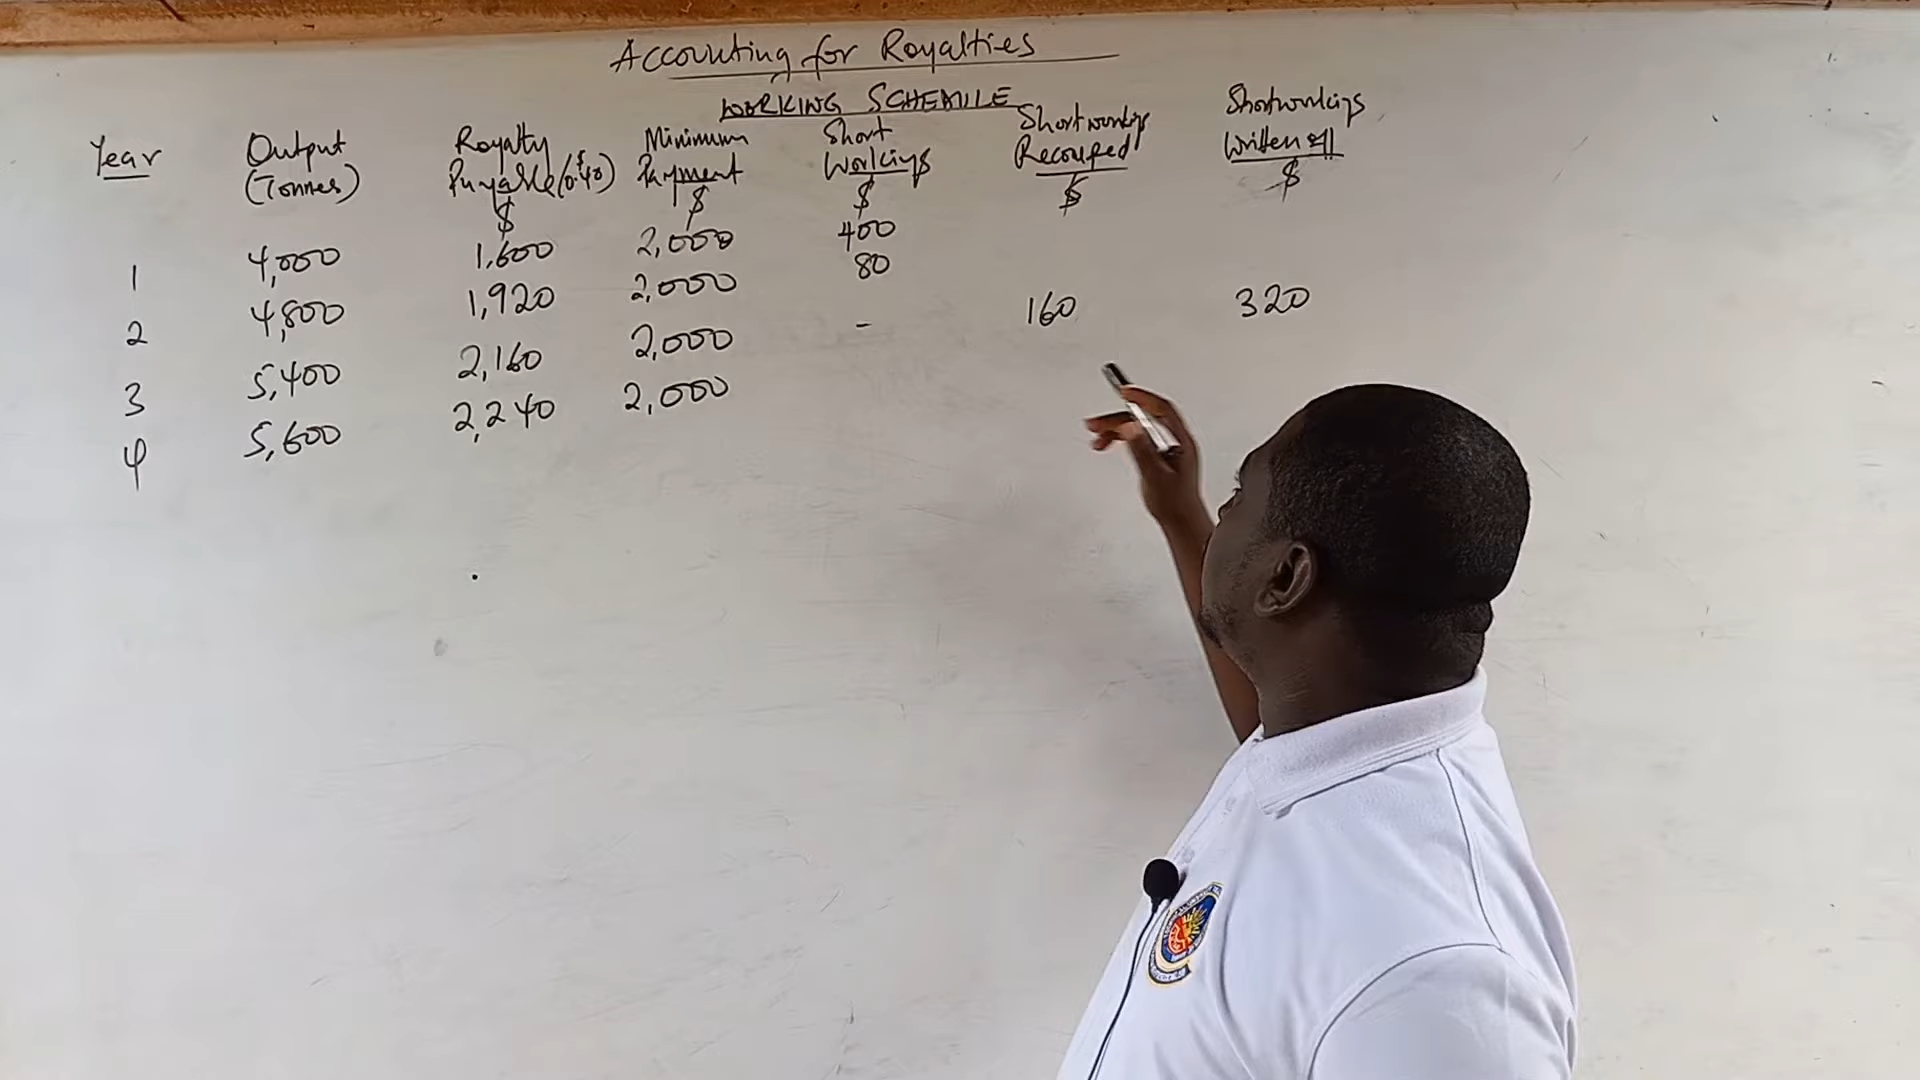 Accounting for Royalties
WORKING SCHEDULE
Year Output (Tonnes) Royalty Payable ($0.40) $ Minimum Payment $ Short Workings $ Shortworkings Recouped $ Shortworkings Written off $
1 4,000 1,600 2,000 400
2 4,800 1,920 2,000 80
3 5,400 2,160 2,000 - 160 320
4 5,600 2,240 2,000